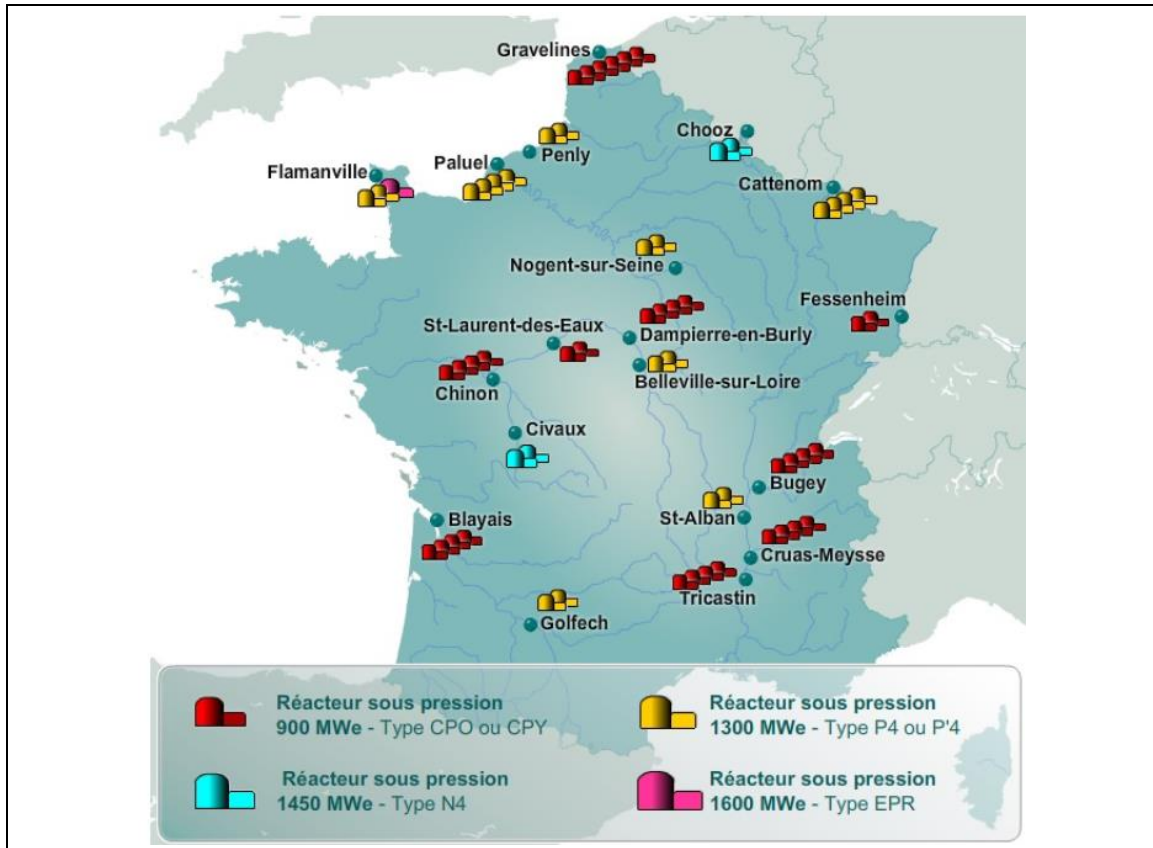 Gravelines
Chooz
Penly
Paluel
Flamanville
Cattenom
Nogent-sur-Seine
Fessenheim
St-Laurent-des-Eaux
Dampierre-en-Burly
Belleville-sur-Loire
Chinon
Civaux
Bugey
St-Alban
Blayais
Cruas-Meysse
Tricastin
Golfech
Réacteur sous pression
900 MWe - Type CPO ou CPY
Réacteur sous pression
1300 MWe - Type P4 ou P'4
Réacteur sous pression
1450 MWe - Type N4
Réacteur sous pression
1600 MWe - Type EPR